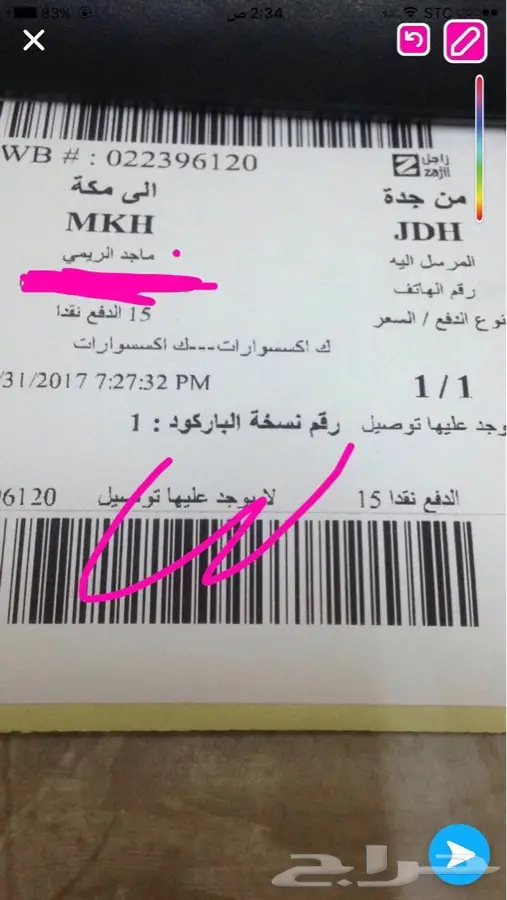 83% 2:34 ص STC
WB # : 022396120
زاجل
zajil
من جدة الى مكة
JDH MKH
المرسل اليه ماجد الريمي
رقم الهاتف
نوع الدفع / السعر 15 الدفع نقدا
ك اكسسوارات---ك اكسسوارات
/31/2017 7:27:32 PM 1 / 1
وجد عليها توصيل رقم نسخة الباركود : 1
الدفع نقدا 15 لا يوجد عليها توصيل 96120
حراج